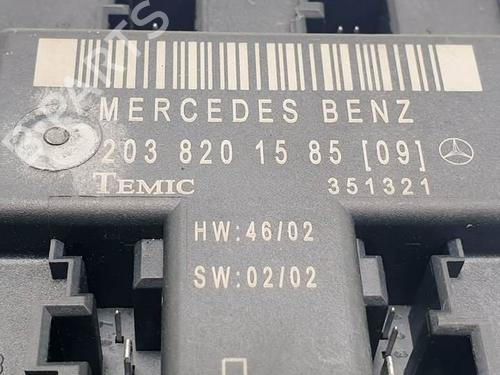 MERCEDES BENZ
203 820 15 85 [09]
TEMIC 351321
HW:46/02
SW:02/02